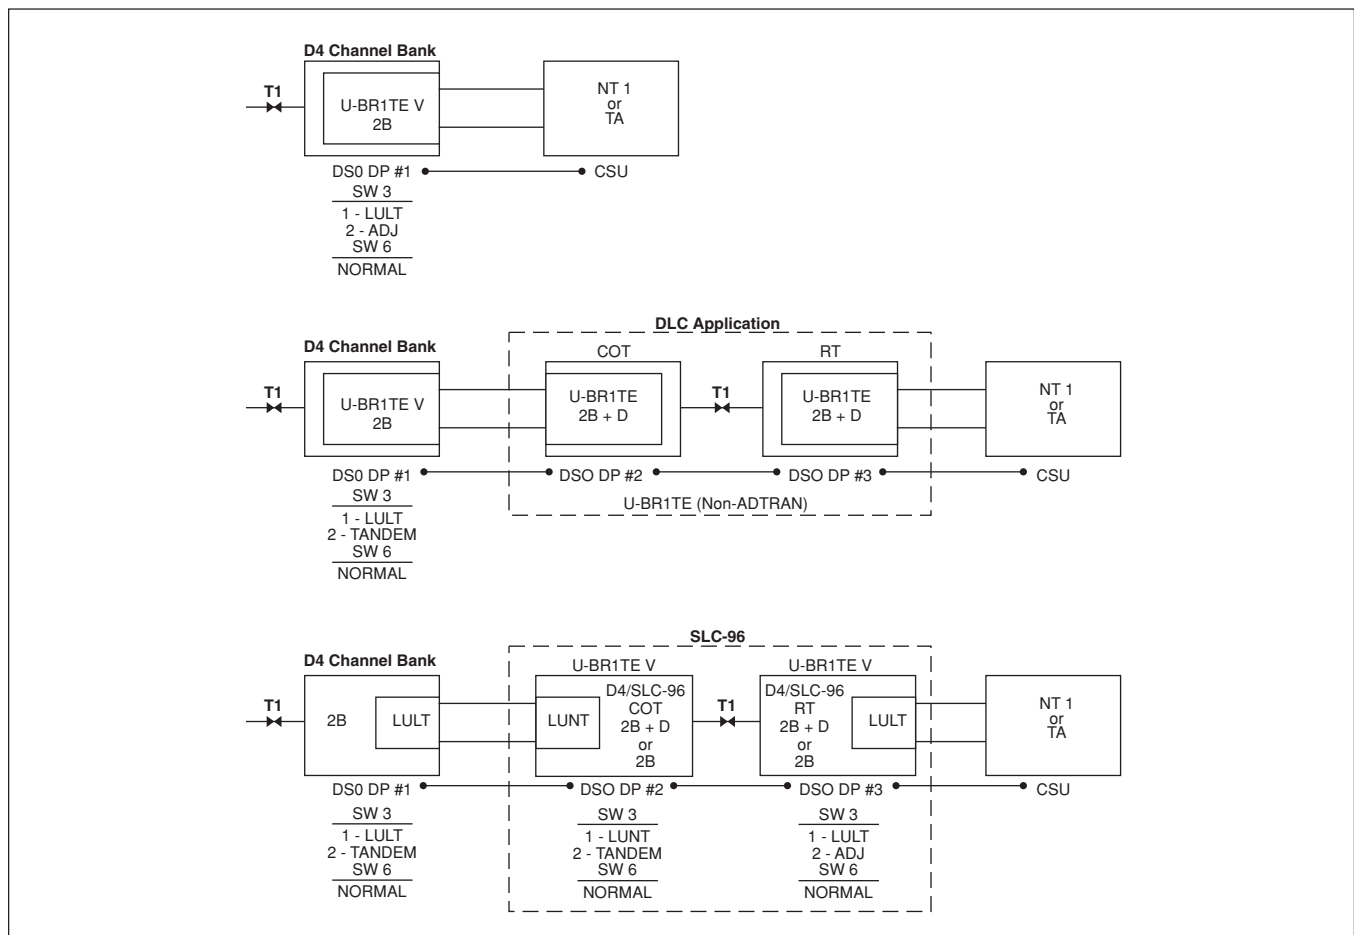 D4 Channel Bank
T1
U-BR1TE V
2B
NT 1
or
TA
DS0 DP #1
CSU
SW 3
1 - LULT
2 - ADJ
SW 6
NORMAL
DLC Application
D4 Channel Bank
COT
RT
T1
U-BR1TE V
2B
U-BR1TE
2B + D
T1
U-BR1TE
2B + D
NT 1
or
TA
DS0 DP #1
DSO DP #2
DSO DP #3
CSU
SW 3
1 - LULT
2 - TANDEM
SW 6
NORMAL
U-BR1TE (Non-ADTRAN)
SLC-96
D4 Channel Bank
U-BR1TE V
U-BR1TE V
T1
2B
LULT
LUNT
D4/SLC-96
COT
2B + D
or
2B
T1
D4/SLC-96
RT
2B + D
or
2B
LULT
NT 1
or
TA
DS0 DP #1
DSO DP #2
DSO DP #3
CSU
SW 3
1 - LULT
2 - TANDEM
SW 6
NORMAL
SW 3
1 - LUNT
2 - TANDEM
SW 6
NORMAL
SW 3
1 - LULT
2 - ADJ
SW 6
NORMAL